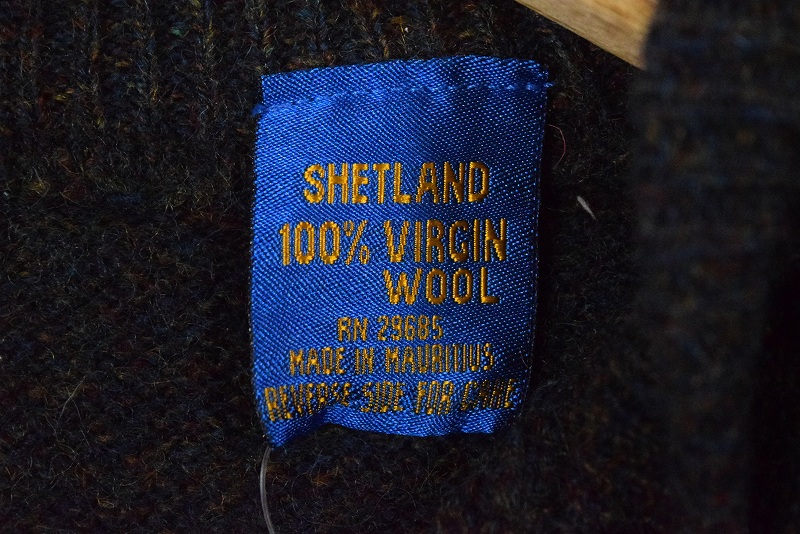 SHETLAND
100% VIRGIN
WOOL
RN 29685
MADE IN MAURITIUS
REVERSE SIDE FOR CARE